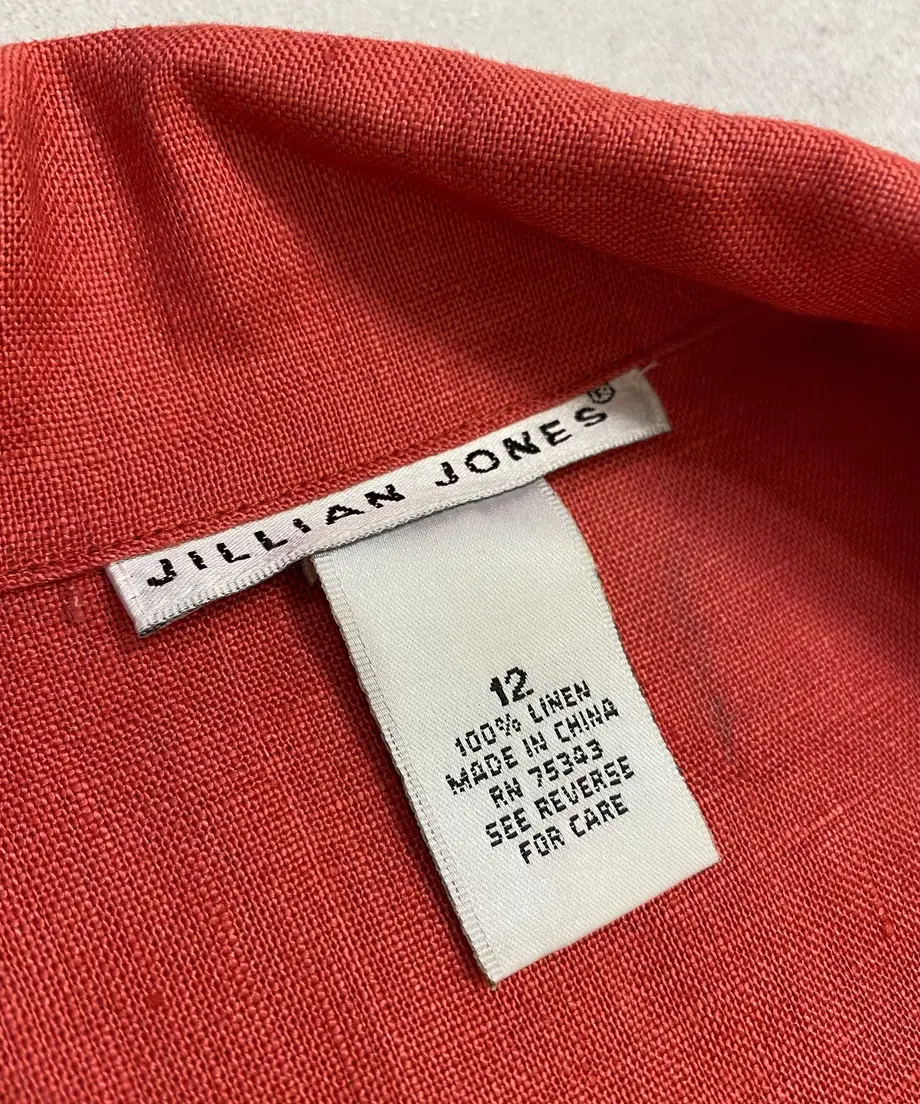 JILLIAN JONES®
12
100% LINEN
MADE IN CHINA
RN 75343
SEE REVERSE
FOR CARE